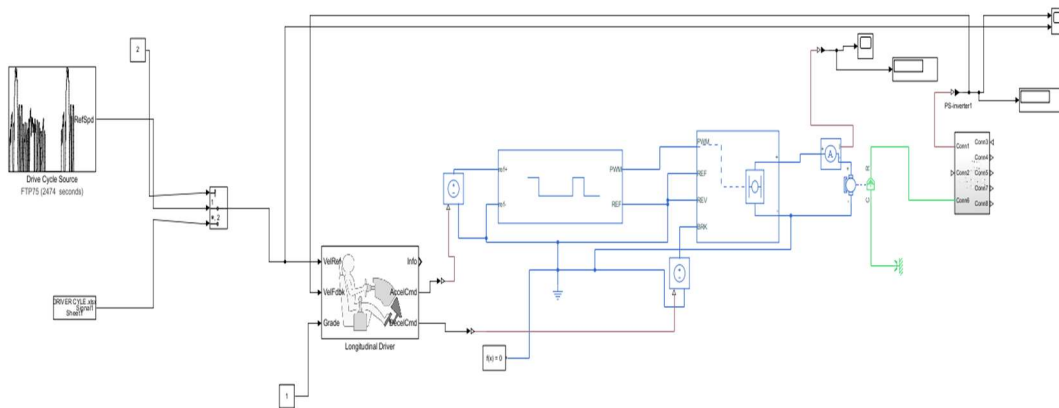 2
RefSpd
Drive Cycle Source
FTP75 (2474 seconds)
1
*, 2
DRIVER CYLE .xlsx
Signal1
Sheet1
1
VelRef
VelFdbk
Grade
Info
AccelCmd
DecelCmd
Longitudinal Driver
f(x) = 0
ref+
ref-
PWM
REF
PWM
REF
REV
BRK
+
-
A
+
-
R
C
PS-inverter1
Conn1
Conn2
Conn6
Conn3
Conn4
Conn5
Conn7
Conn8